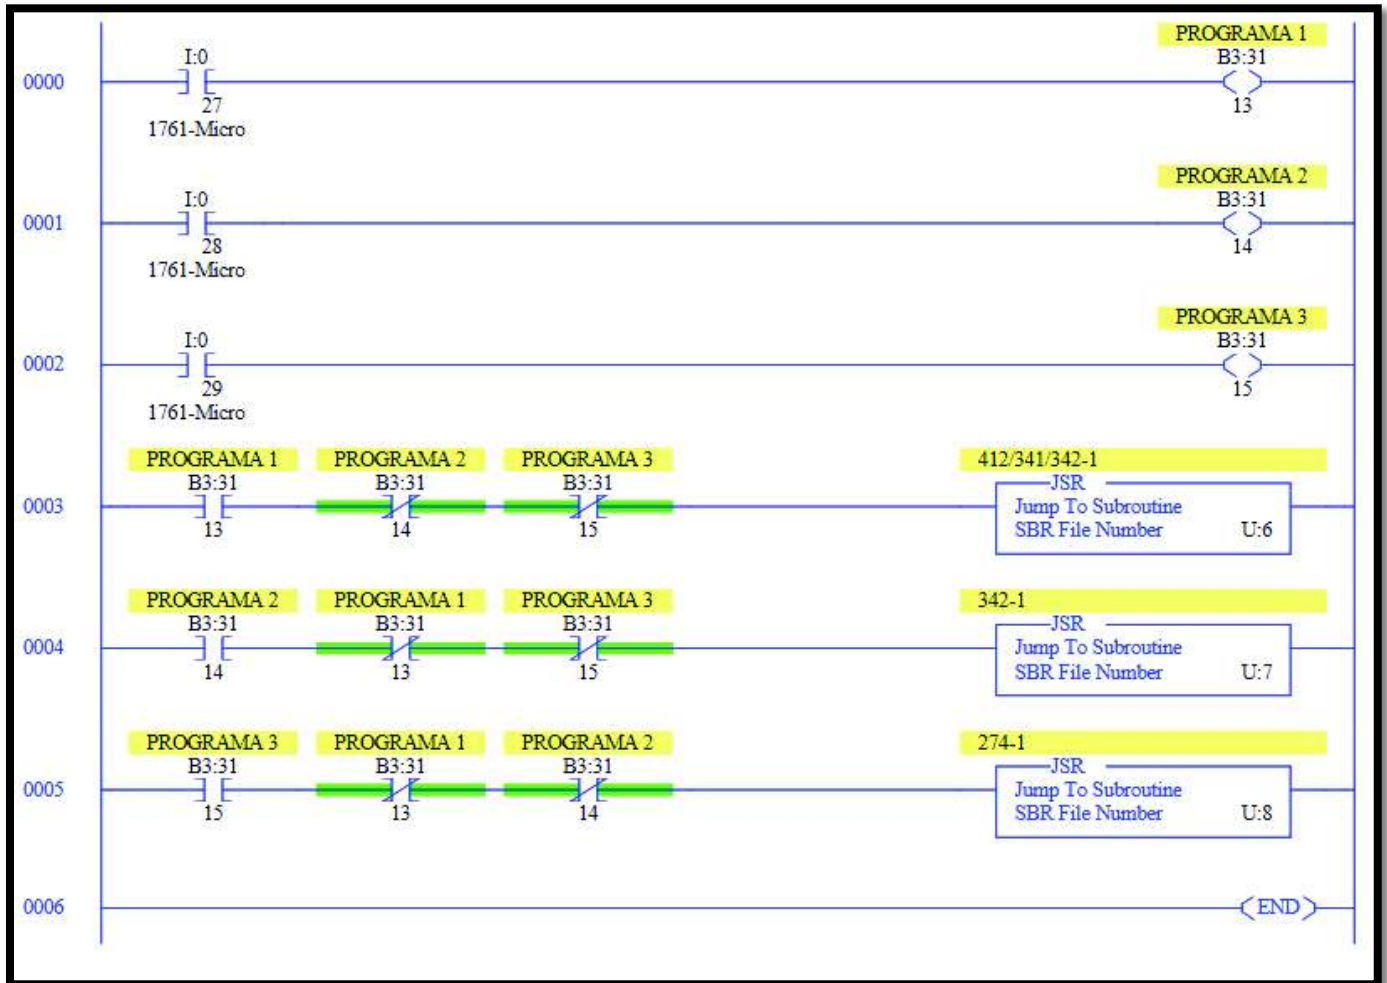 PROGRAMA 1
I:0 B3:31
0000
27 13
1761-Micro
PROGRAMA 2
I:0 B3:31
0001
28 14
1761-Micro
PROGRAMA 3
I:0 B3:31
0002
29 15
1761-Micro
PROGRAMA 1 PROGRAMA 2 PROGRAMA 3 412/341/342-1
B3:31 B3:31 B3:31 JSR
0003 Jump To Subroutine
13 14 15 SBR File Number U:6
PROGRAMA 2 PROGRAMA 1 PROGRAMA 3 342-1
B3:31 B3:31 B3:31 JSR
0004 Jump To Subroutine
14 13 15 SBR File Number U:7
PROGRAMA 3 PROGRAMA 1 PROGRAMA 2 274-1
B3:31 B3:31 B3:31 JSR
0005 Jump To Subroutine
15 13 14 SBR File Number U:8
0006 END